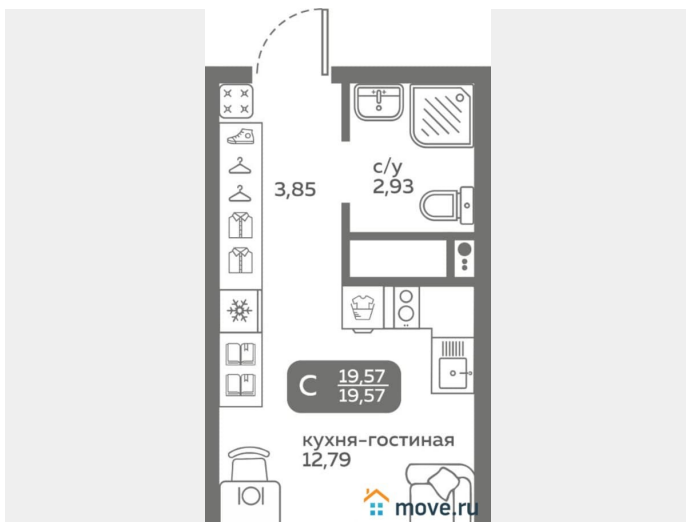 3,85
с/у
2,93
С
19,57
19,57
кухня-гостиная
12,79
move.ru